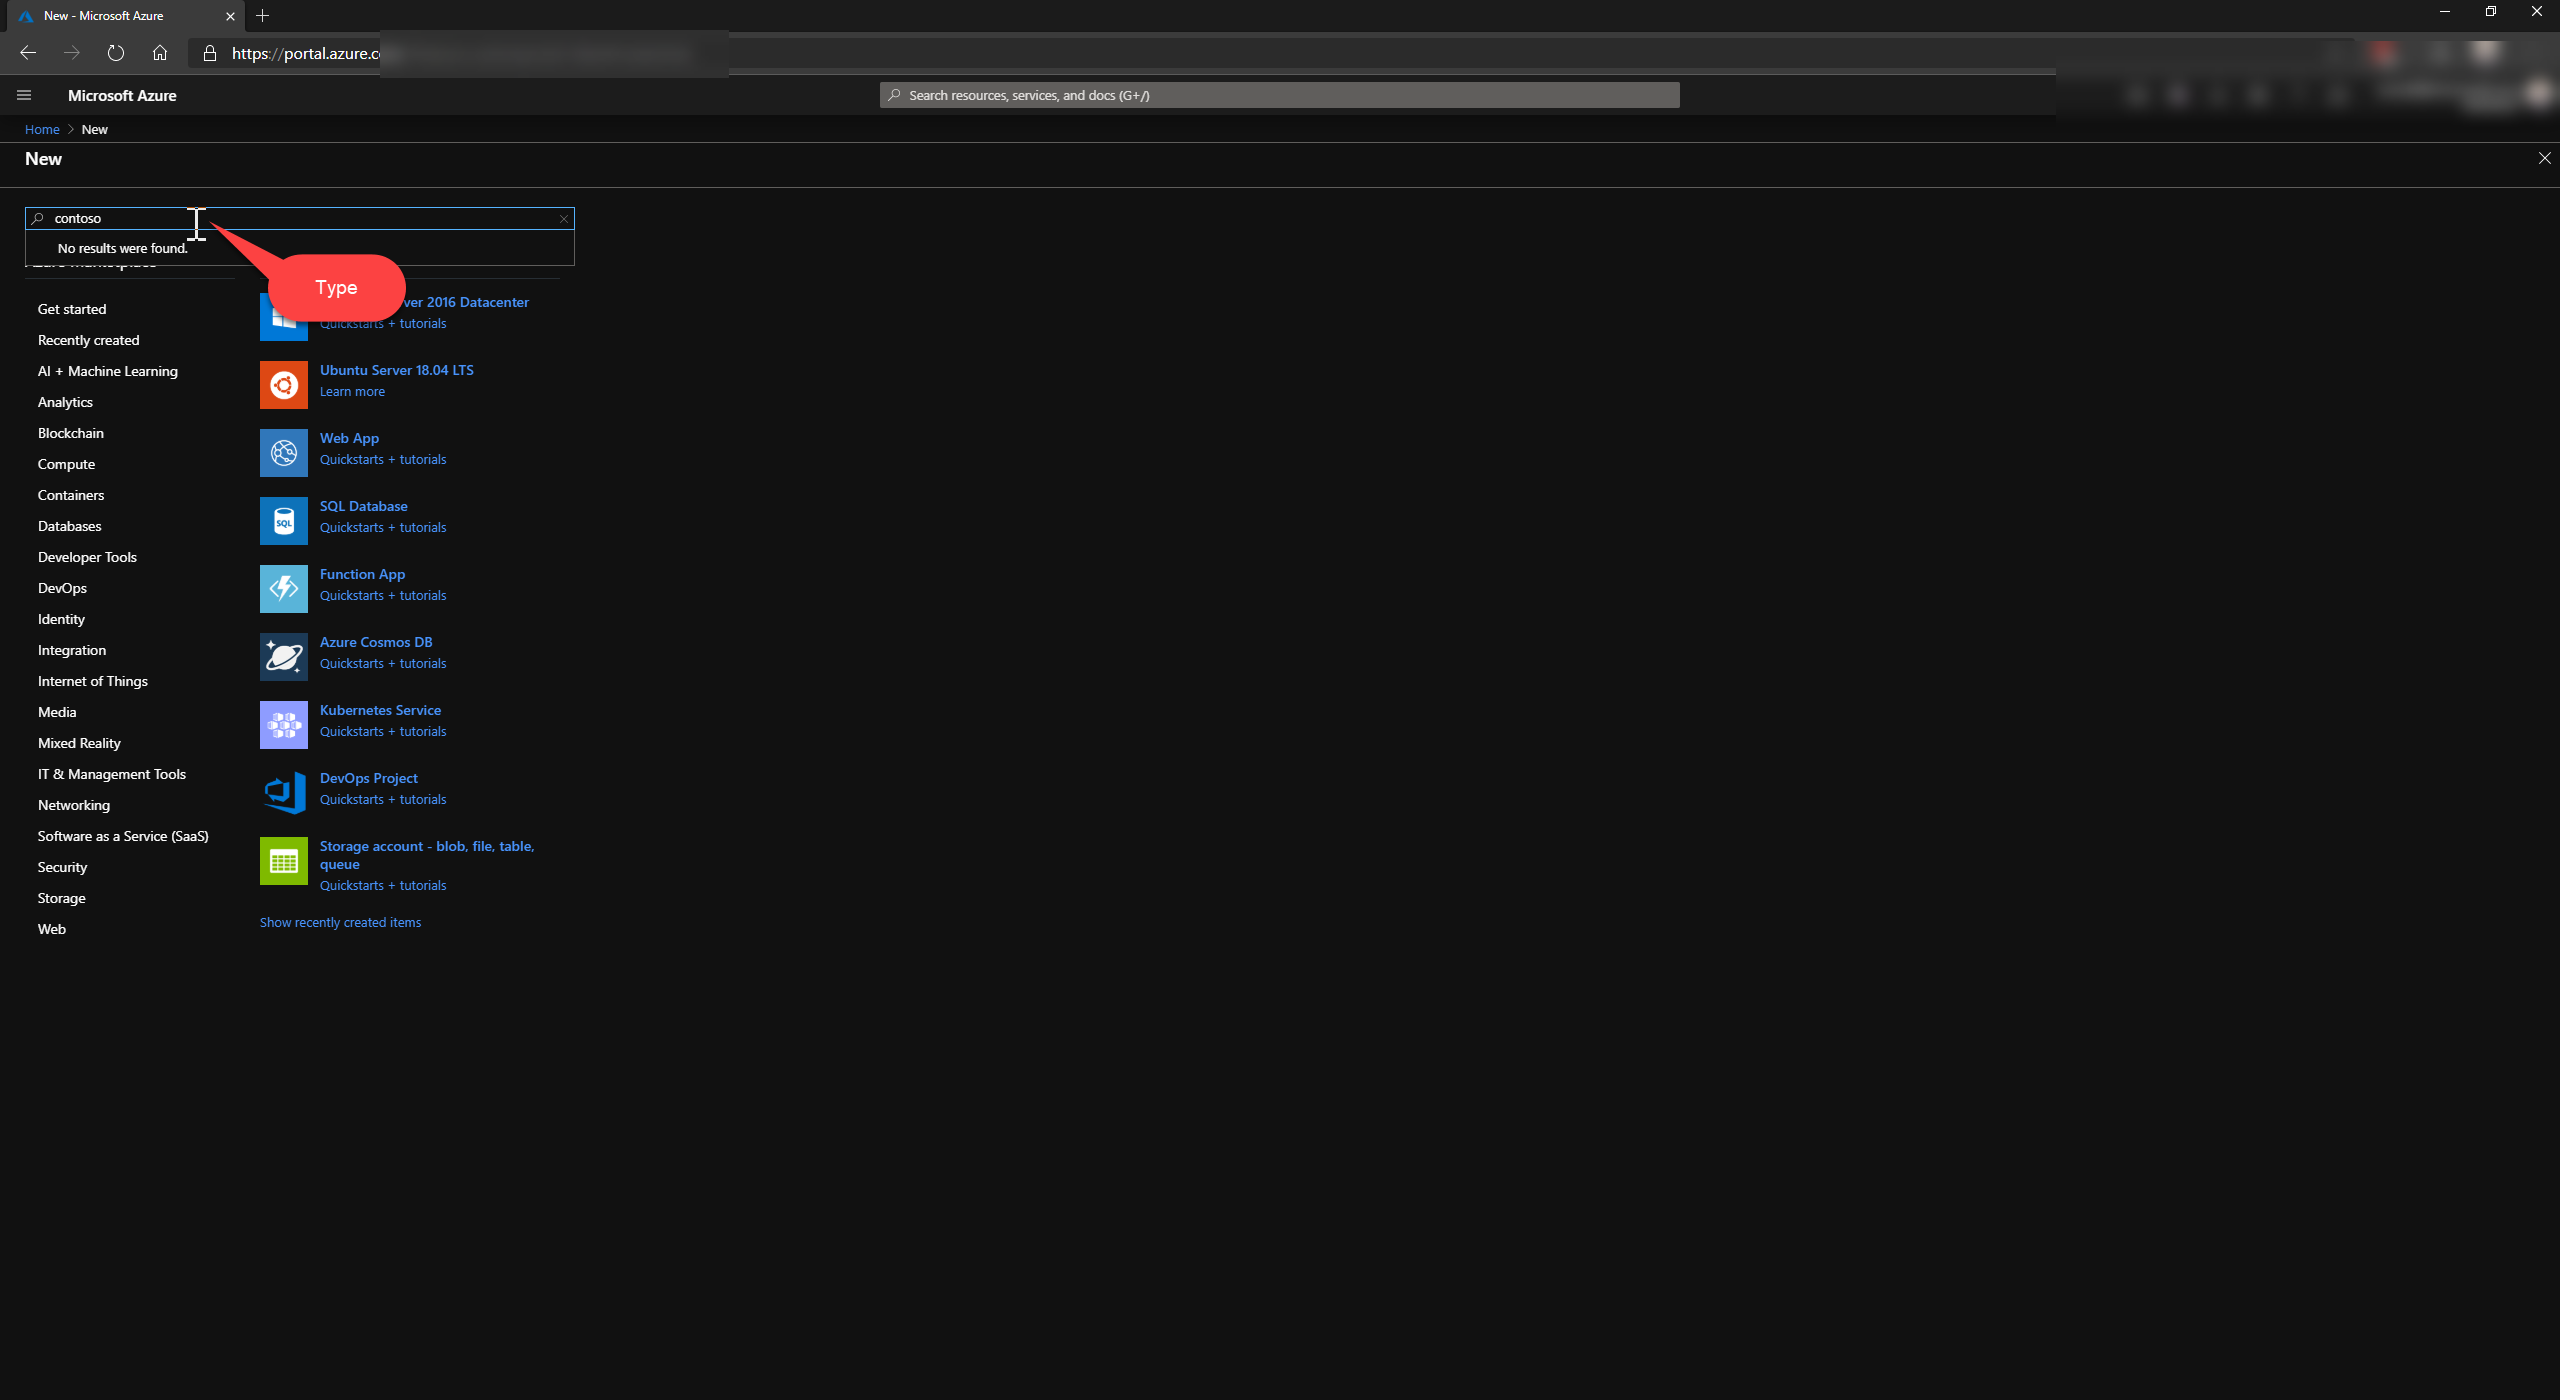 New - Microsoft Azure
https://portal.azure.c
Microsoft Azure
Search resources, services, and docs (G+/)
Home > New
New
contoso
No results were found.
Type
Get started
Recently created
AI + Machine Learning
Analytics
Blockchain
Compute
Containers
Databases
Developer Tools
DevOps
Identity
Integration
Internet of Things
Media
Mixed Reality
IT & Management Tools
Networking
Software as a Service (SaaS)
Security
Storage
Web
ver 2016 Datacenter
Quickstarts + tutorials
Ubuntu Server 18.04 LTS
Learn more
Web App
Quickstarts + tutorials
SQL
SQL Database
Quickstarts + tutorials
Function App
Quickstarts + tutorials
Azure Cosmos DB
Quickstarts + tutorials
Kubernetes Service
Quickstarts + tutorials
DevOps Project
Quickstarts + tutorials
Storage account - blob, file, table,
queue
Quickstarts + tutorials
Show recently created items